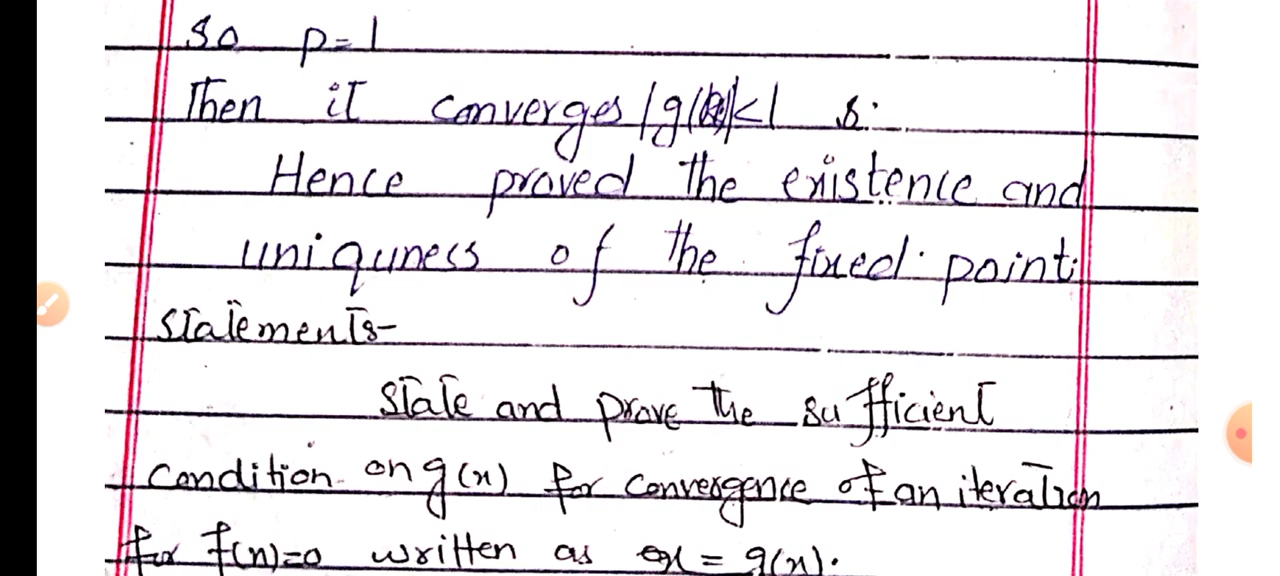 So p=1
Then it converges |g(x)|<1 s.
Hence proved the existence and
uniquness of the fixed point.
statements-
State and prove the sufficient
condition on g(x) for convergence of an iteration
for f(x)=0 written as x = g(x).